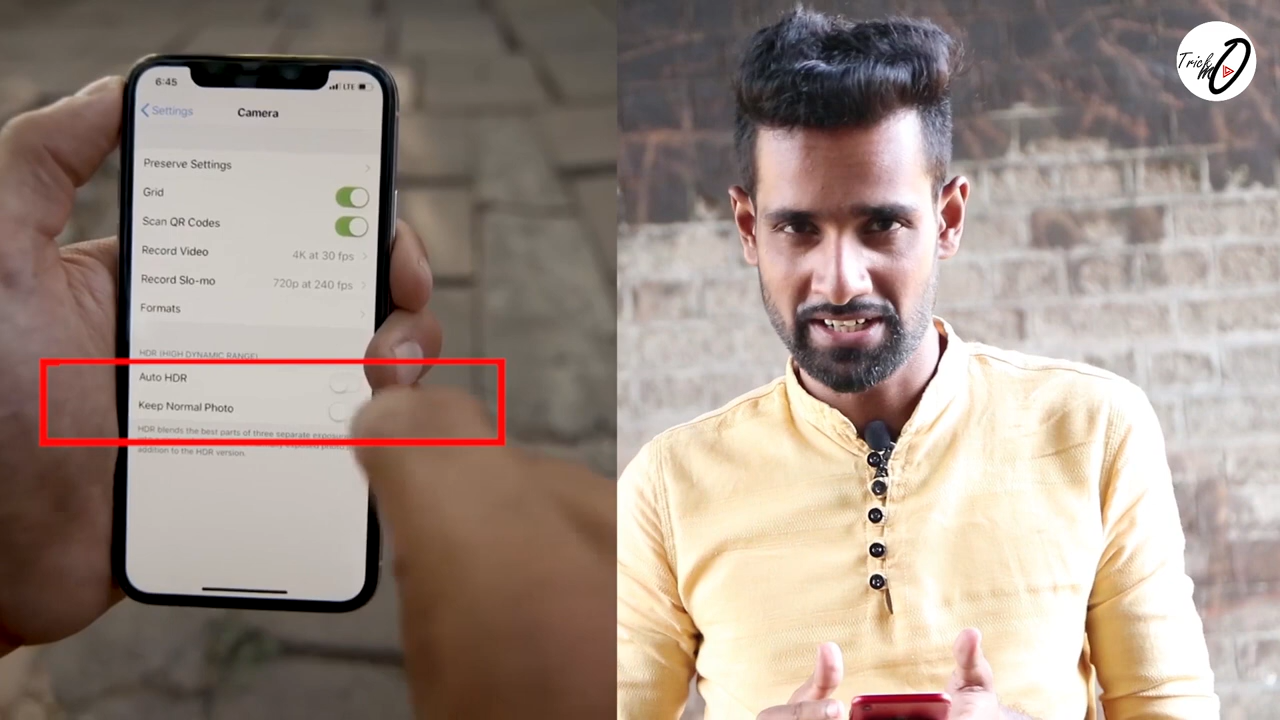 6:45
LTE
Settings
Camera
Preserve Settings
Grid
Scan QR Codes
Record Video 4K at 30 fps
Record Slo-mo 720p at 240 fps
Formats
HDR (HIGH DYNAMIC RANGE)
Auto HDR
Keep Normal Photo
HDR blends the best parts of three separate
addition to the HDR version.
Trick